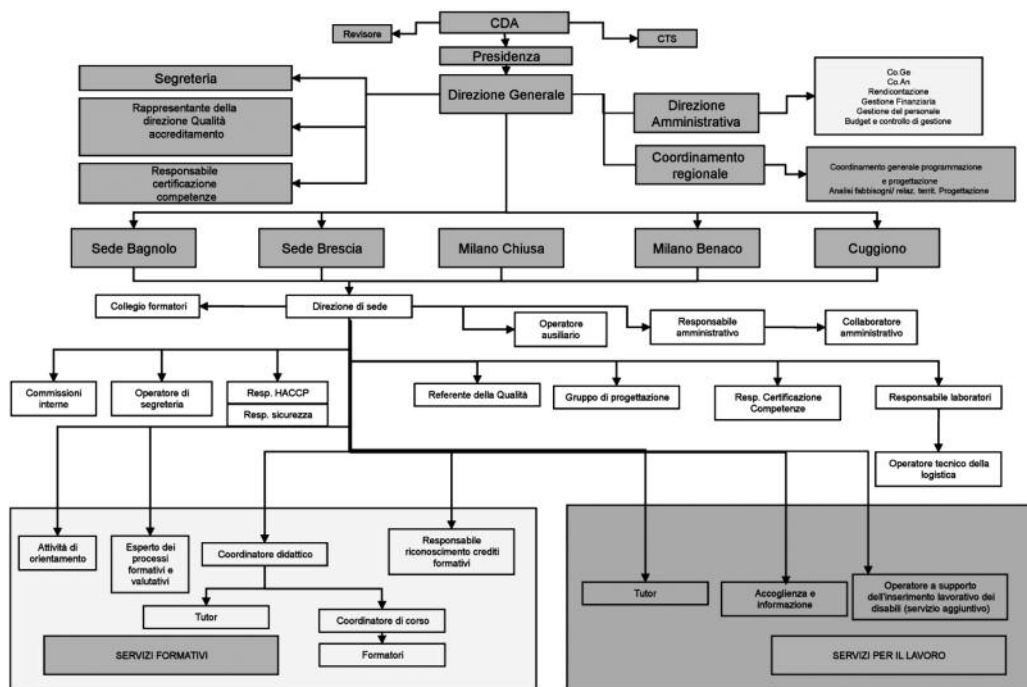 CDA
Revisore
CTS
Presidenza
Segreteria
Direzione Generale
Co.Ge
Co.An
Rendicontazione
Gestione Finanziaria
Gestione del personale
Budget e controllo di gestione
Rappresentante della
direzione Qualità
accreditamento
Direzione
Amministrativa
Responsabile
certificazione
competenze
Coordinamento
regionale
Coordinamento generale programmazione
e progettazione
Analisi fabbisogni/ relaz. territ. Progettazione
Sede Bagnolo
Sede Brescia
Milano Chiusa
Milano Benaco
Cuggiono
Collegio formatori
Direzione di sede
Operatore
ausiliario
Responsabile
amministrativo
Collaboratore
amministrativo
Commissioni
interne
Operatore di
segreteria
Resp. HACCP
Resp. sicurezza
Referente della Qualità
Gruppo di progettazione
Resp. Certificazione
Competenze
Responsabile laboratori
Operatore tecnico della
logistica
Attività di
orientamento
Esperto dei
processi
formativi e
valutativi
Coordinatore didattico
Responsabile
riconoscimento crediti
formativi
Tutor
Coordinatore di corso
Formatori
SERVIZI FORMATIVI
Tutor
Accoglienza e
informazione
Operatore a supporto
dell'inserimento lavorativo dei
disabili (servizio aggiuntivo)
SERVIZI PER IL LAVORO